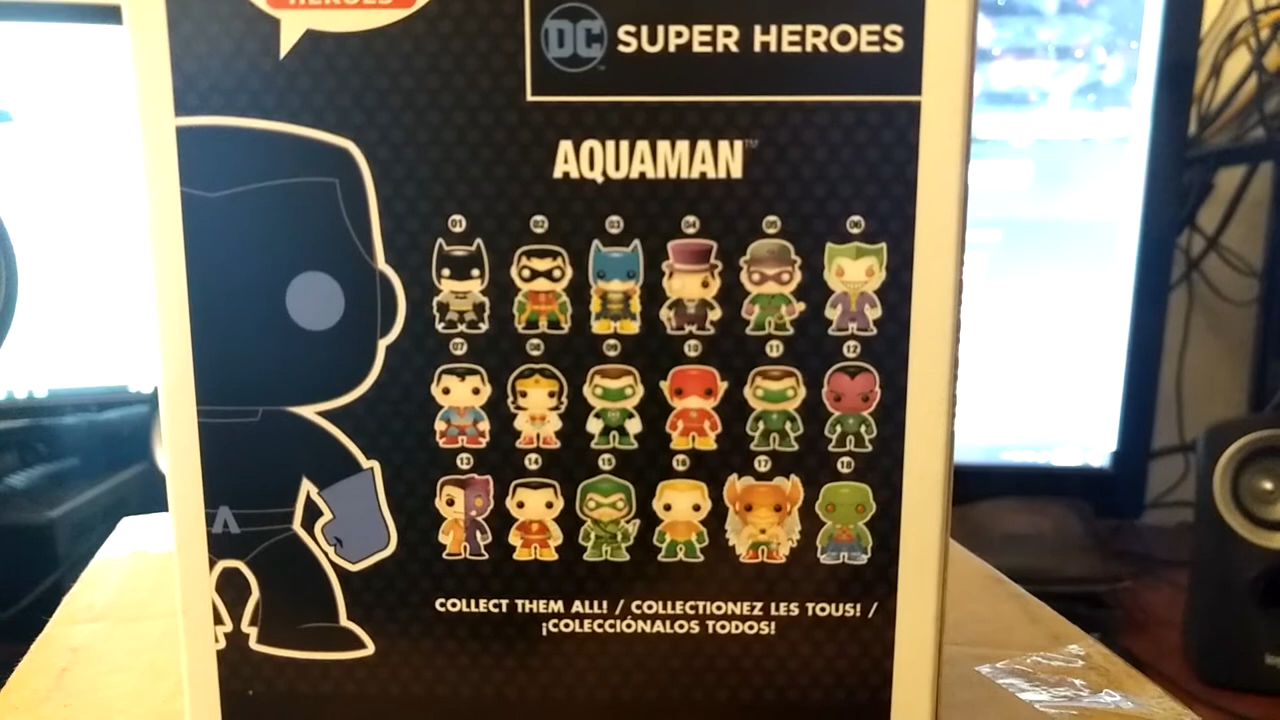 HEROES
DC SUPER HEROES
AQUAMAN™
01 02 03 04 05 06
07 08 09 10 11 12
13 14 15 16 17 18
COLLECT THEM ALL! / COLLECTIONEZ LES TOUS! /
¡COLECCIÓNALOS TODOS!